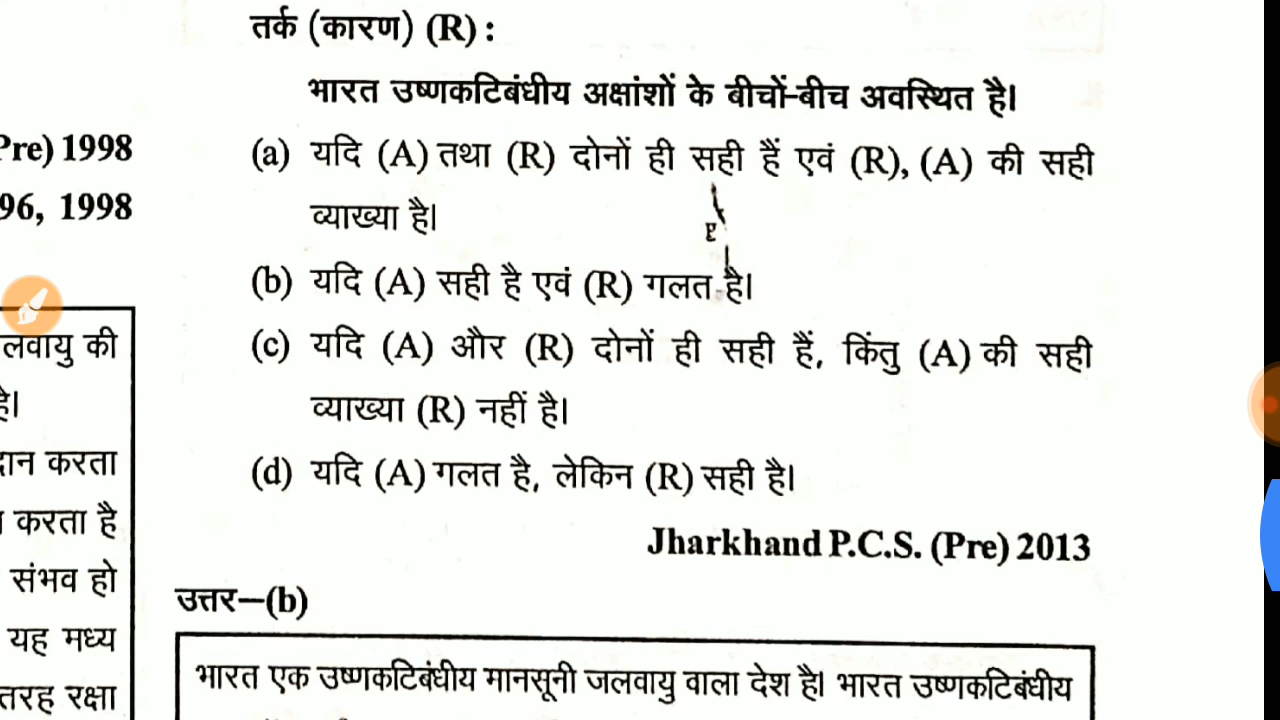 तर्क (कारण) (R) :
भारत उष्णकटिबंधीय अक्षांशों के बीचों-बीच अवस्थित है।
(a) यदि (A) तथा (R) दोनों ही सही हैं एवं (R), (A) की सही
व्याख्या है।
(b) यदि (A) सही है एवं (R) गलत है।
(c) यदि (A) और (R) दोनों ही सही हैं, किंतु (A) की सही
व्याख्या (R) नहीं है।
(d) यदि (A) गलत है, लेकिन (R) सही है।
Jharkhand P.C.S. (Pre) 2013
उत्तर—(b)
भारत एक उष्णकटिबंधीय मानसूनी जलवायु वाला देश है। भारत उष्णकटिबंधीय
Pre) 1998
96, 1998
लवायु की
है।
दान करता
करता है
संभव हो
यह मध्य
तरह रक्षा